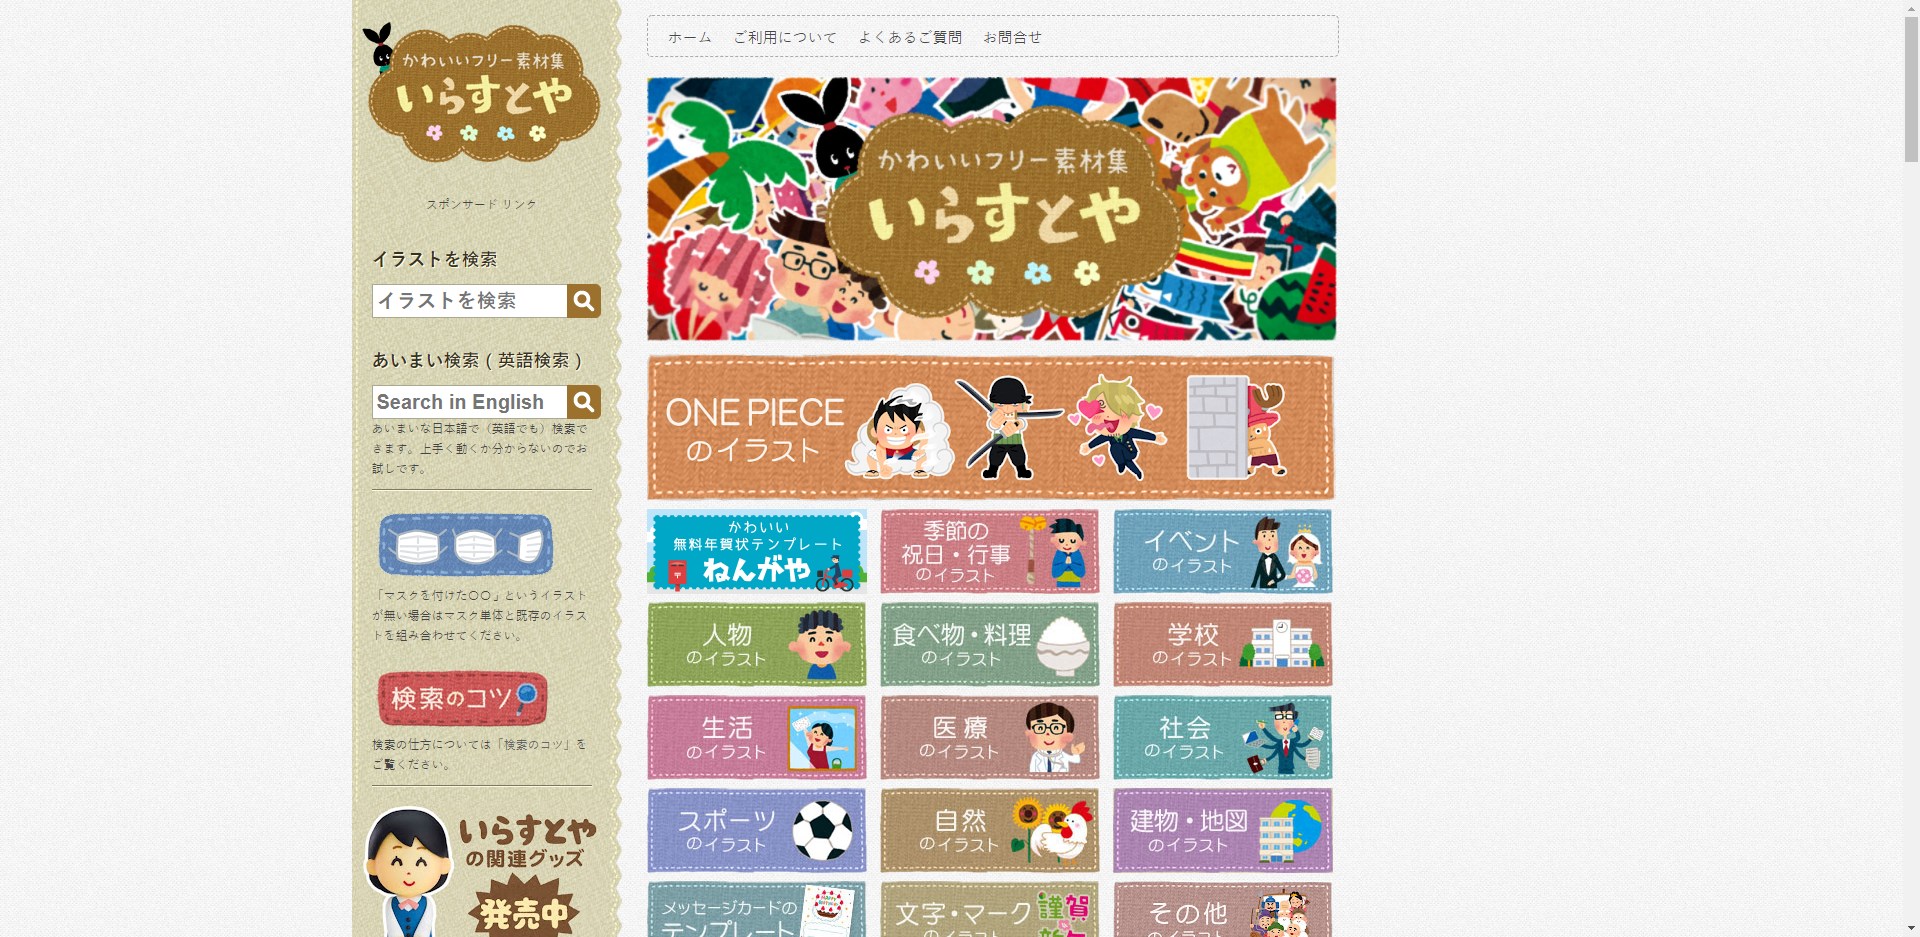 かわいいフリー素材集
いらすとや
スポンサード リンク
イラストを検索
イラストを検索
あいまい検索 ( 英語検索 )
Search in English
あいまいな日本語で（英語でも）検索で
きます。上手く動くか分からないのでお
試しです。
「マスクを付けた〇〇」というイラスト
が無い場合はマスク単体と既存のイラス
トを組み合わせてください。
検索のコツ
検索の仕方については「検索のコツ」を
ご覧ください。
いらすとや
の関連グッズ
発売中
ホーム ご利用について よくあるご質問 お問合せ
かわいいフリー素材集
いらすとや
ONE PIECE
のイラスト
かわいい
無料年賀状テンプレート
ねんがや
季節の
祝日・行事
のイラスト
イベント
のイラスト
人物
のイラスト
食べ物・料理
のイラスト
学校
のイラスト
生活
のイラスト
医療
のイラスト
社会
のイラスト
スポーツ
のイラスト
自然
のイラスト
建物・地図
のイラスト
メッセージカードの
テンプレート
文字・マーク
のイラスト
謹賀
その他
のイラスト